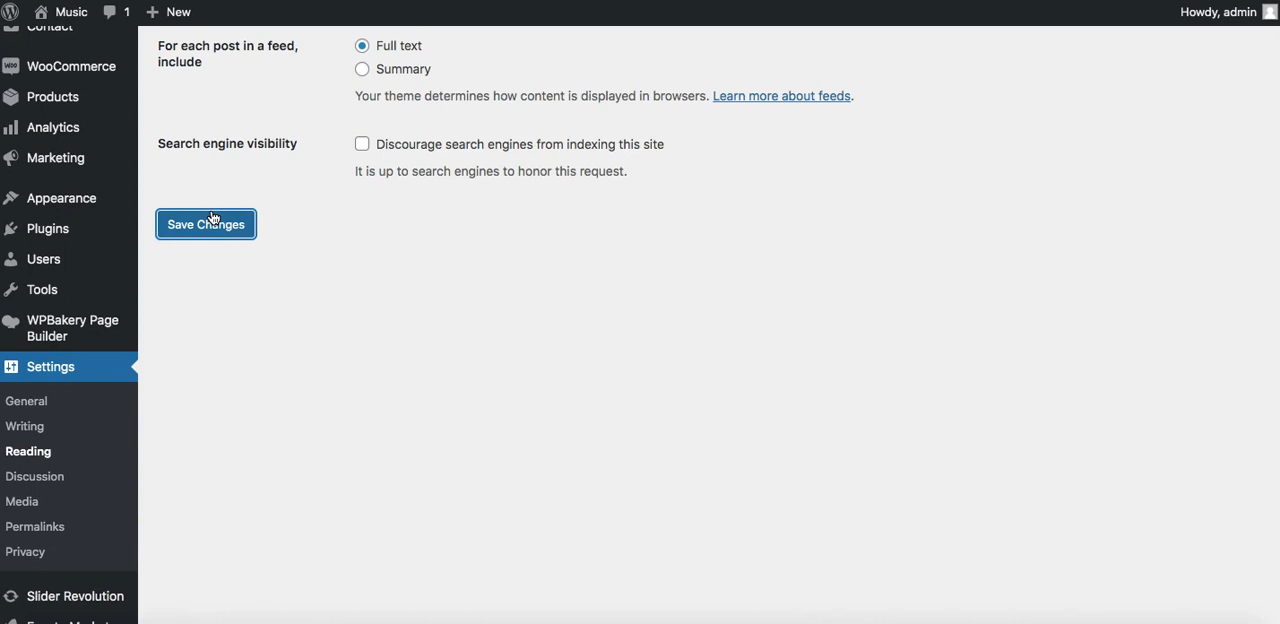 Music 1 New Howdy, admin
Contact
WooCommerce
Products
Analytics
Marketing
Appearance
Plugins
Users
Tools
WPBakery Page
Builder
Settings
General
Writing
Reading
Discussion
Media
Permalinks
Privacy
Slider Revolution
For each post in a feed,
include
Full text
Summary
Your theme determines how content is displayed in browsers. Learn more about feeds.
Search engine visibility
Discourage search engines from indexing this site
It is up to search engines to honor this request.
Save Changes